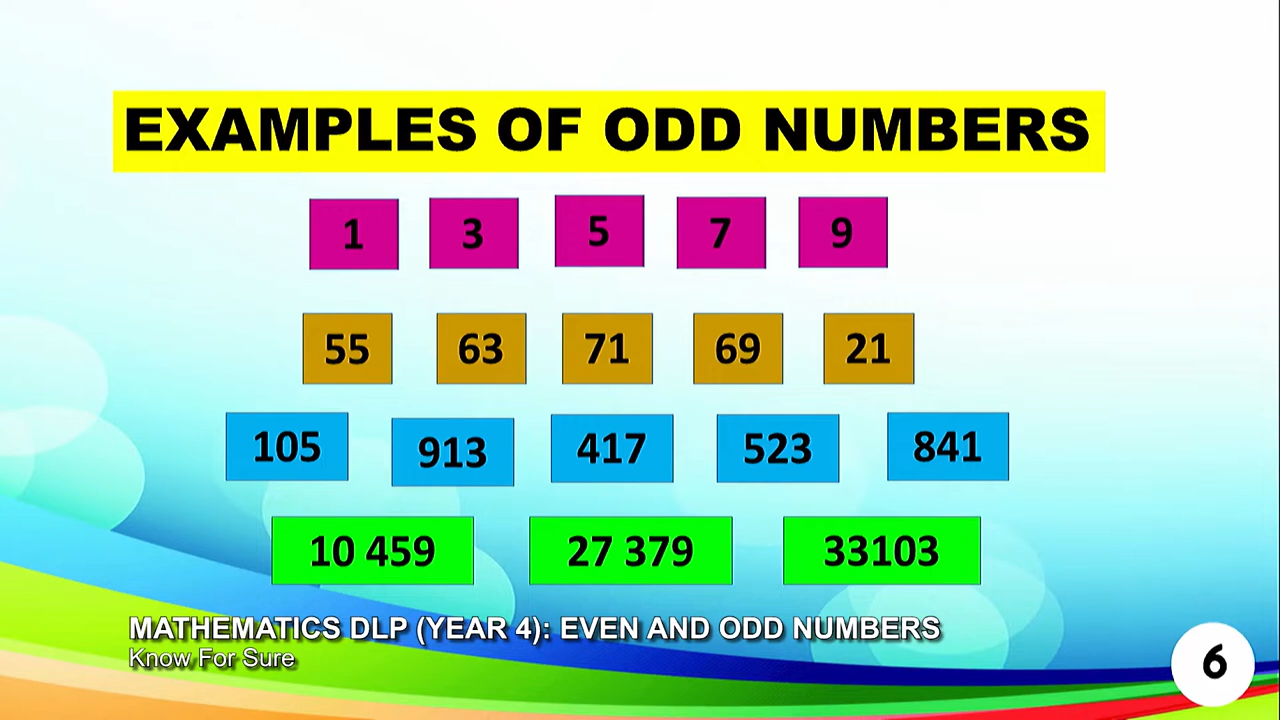 EXAMPLES OF ODD NUMBERS
1 3 5 7 9
55 63 71 69 21
105 913 417 523 841
10 459 27 379 33103
MATHEMATICS DLP (YEAR 4): EVEN AND ODD NUMBERS
Know For Sure
6